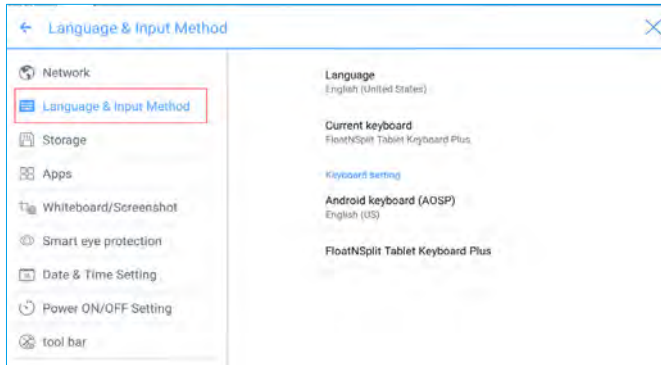 Language & Input Method
Network
Language & Input Method
Storage
Apps
Whiteboard/Screenshot
Smart eye protection
Date & Time Setting
Power ON/OFF Setting
tool bar
Language
English (United States)
Current keyboard
FloatNSplit Tablet Keyboard Plus
Keyboard setting
Android keyboard (AOSP)
English (US)
FloatNSplit Tablet Keyboard Plus